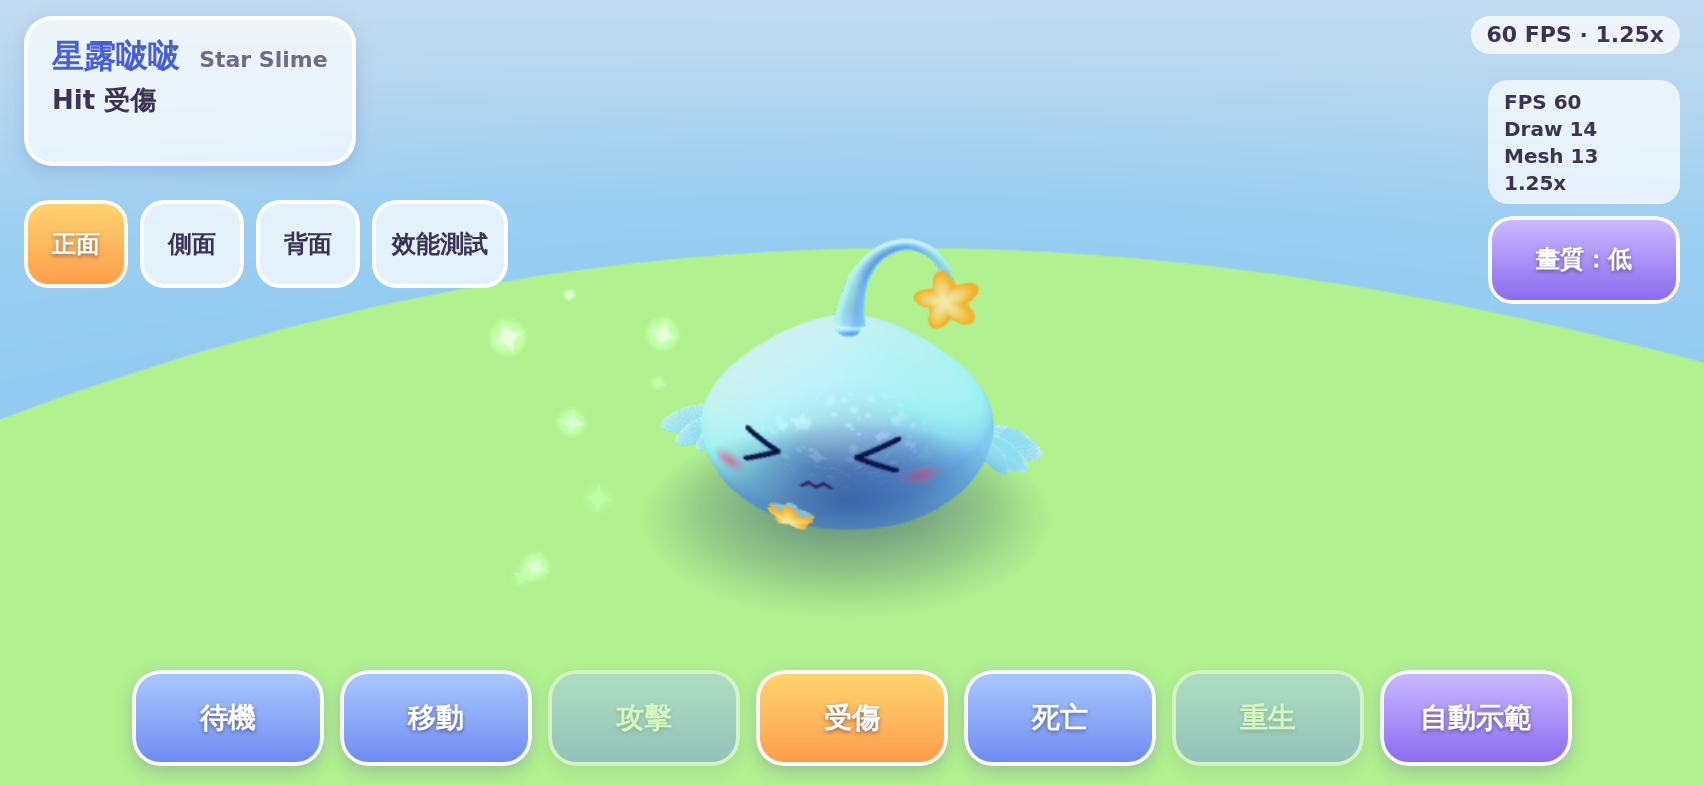 星露啵啵 Star Slime
Hit 受傷
60 FPS · 1.25x
FPS 60
Draw 14
Mesh 13
1.25x
正面 側面 背面 效能測試
畫質：低
待機 移動 攻擊 受傷 死亡 重生 自動示範